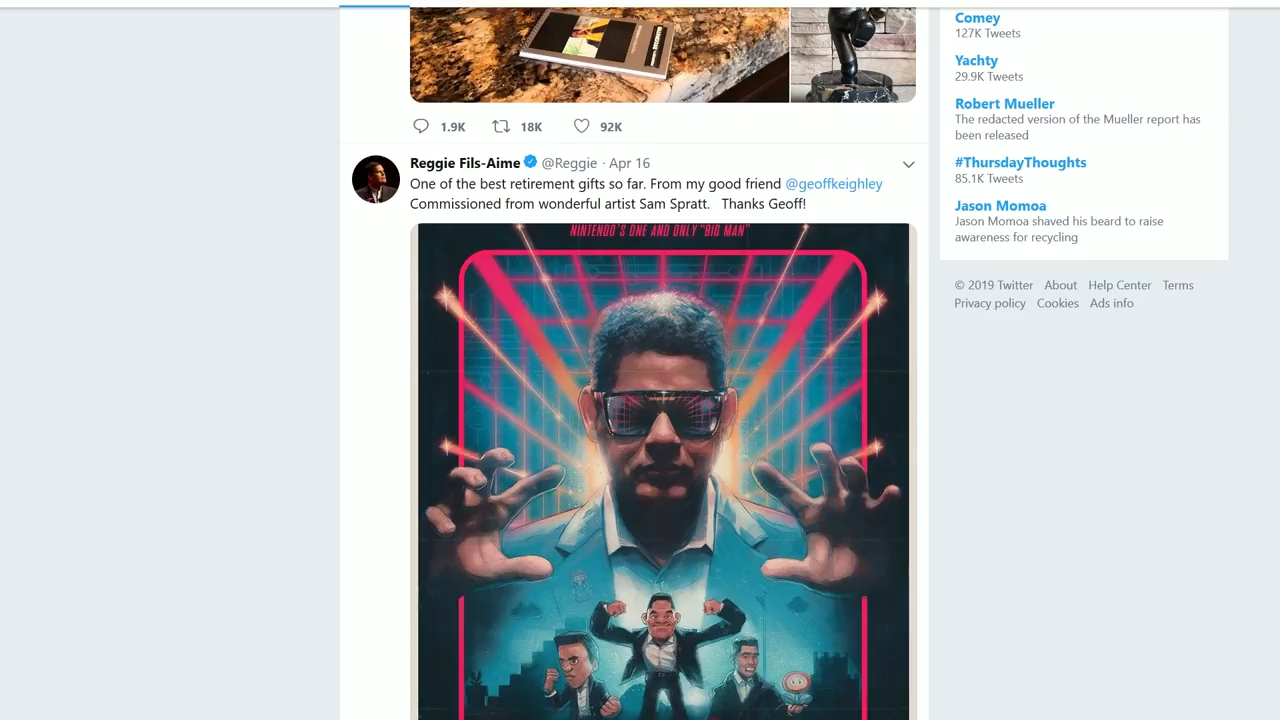 1.9K 18K 92K
Reggie Fils-Aime @Reggie · Apr 16
One of the best retirement gifts so far. From my good friend @geoffkeighley
Commissioned from wonderful artist Sam Spratt. Thanks Geoff!
NINTENDO'S ONE AND ONLY "BIG MAN"
Comey
127K Tweets
Yachty
29.9K Tweets
Robert Mueller
The redacted version of the Mueller report has
been released
#ThursdayThoughts
85.1K Tweets
Jason Momoa
Jason Momoa shaved his beard to raise
awareness for recycling
© 2019 Twitter About Help Center Terms
Privacy policy Cookies Ads info